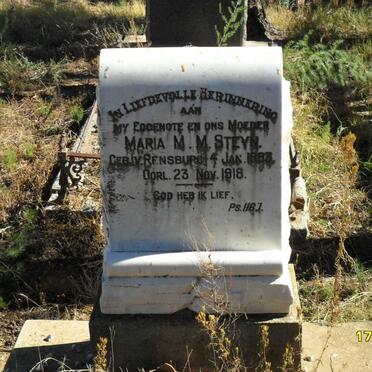 IN LIEFDEVOLLE HERINNERING
AAN
MY EGGENOTE EN ONS MOEDER
MARIA M. M. STEYN.
GEB. V. RENSBURG 4 JAN. 1883.
OORL. 23 NOV. 1918.
GOD HEB IK LIEF.
PS. 116.1.
17